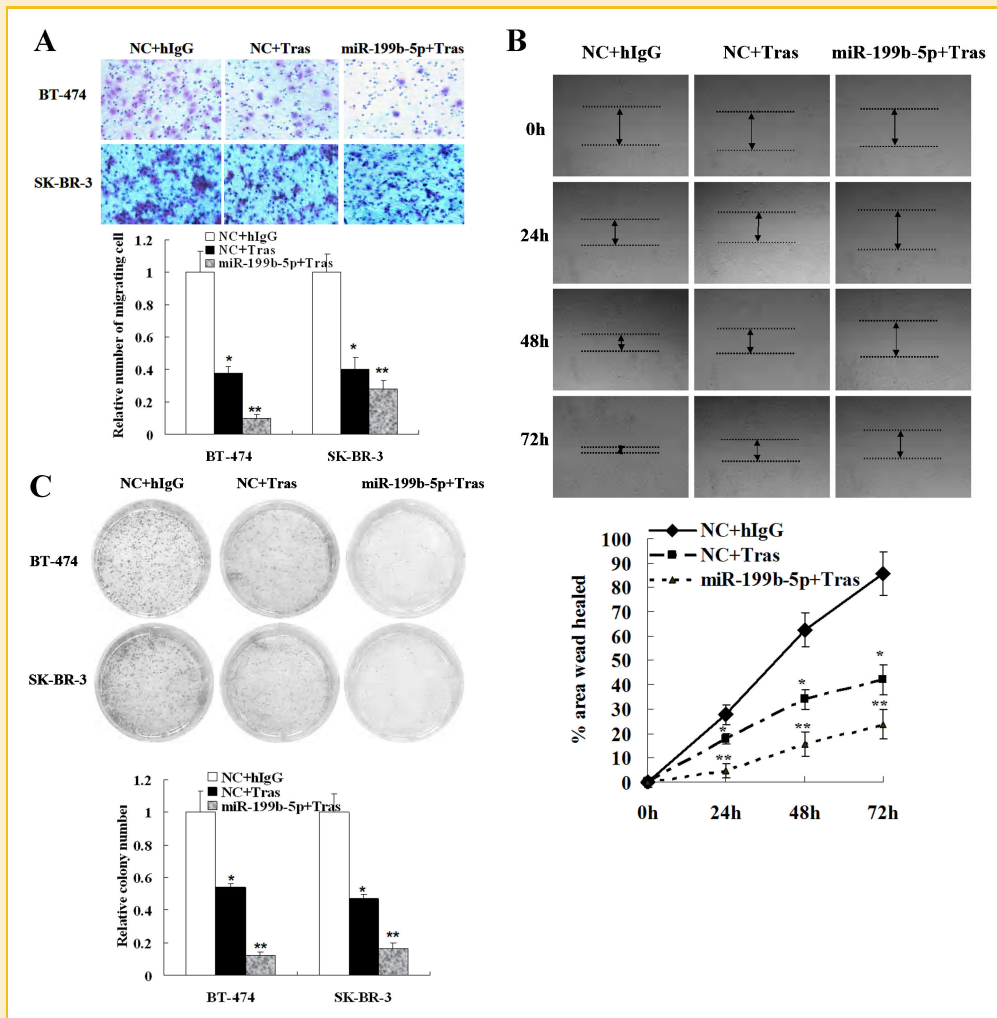 A
NC+hIgG NC+Tras miR-199b-5p+Tras
BT-474
SK-BR-3
Relative number of migrating cell
1.2
1
0.8
0.6
0.4
0.2
0
NC+hIgG
NC+Tras
miR-199b-5p+Tras
* ** * **
BT-474 SK-BR-3
B
NC+hIgG NC+Tras miR-199b-5p+Tras
0h
24h
48h
72h
% area wead healed
100
90
80
70
60
50
40
30
20
10
0
NC+hIgG
NC+Tras
miR-199b-5p+Tras
* * *
** ** **
0h 24h 48h 72h
C
NC+hIgG NC+Tras miR-199b-5p+Tras
BT-474
SK-BR-3
Relative colony number
1.2
1
0.8
0.6
0.4
0.2
0
NC+hIgG
NC+Tras
miR-199b-5p+Tras
* ** * **
BT-474 SK-BR-3